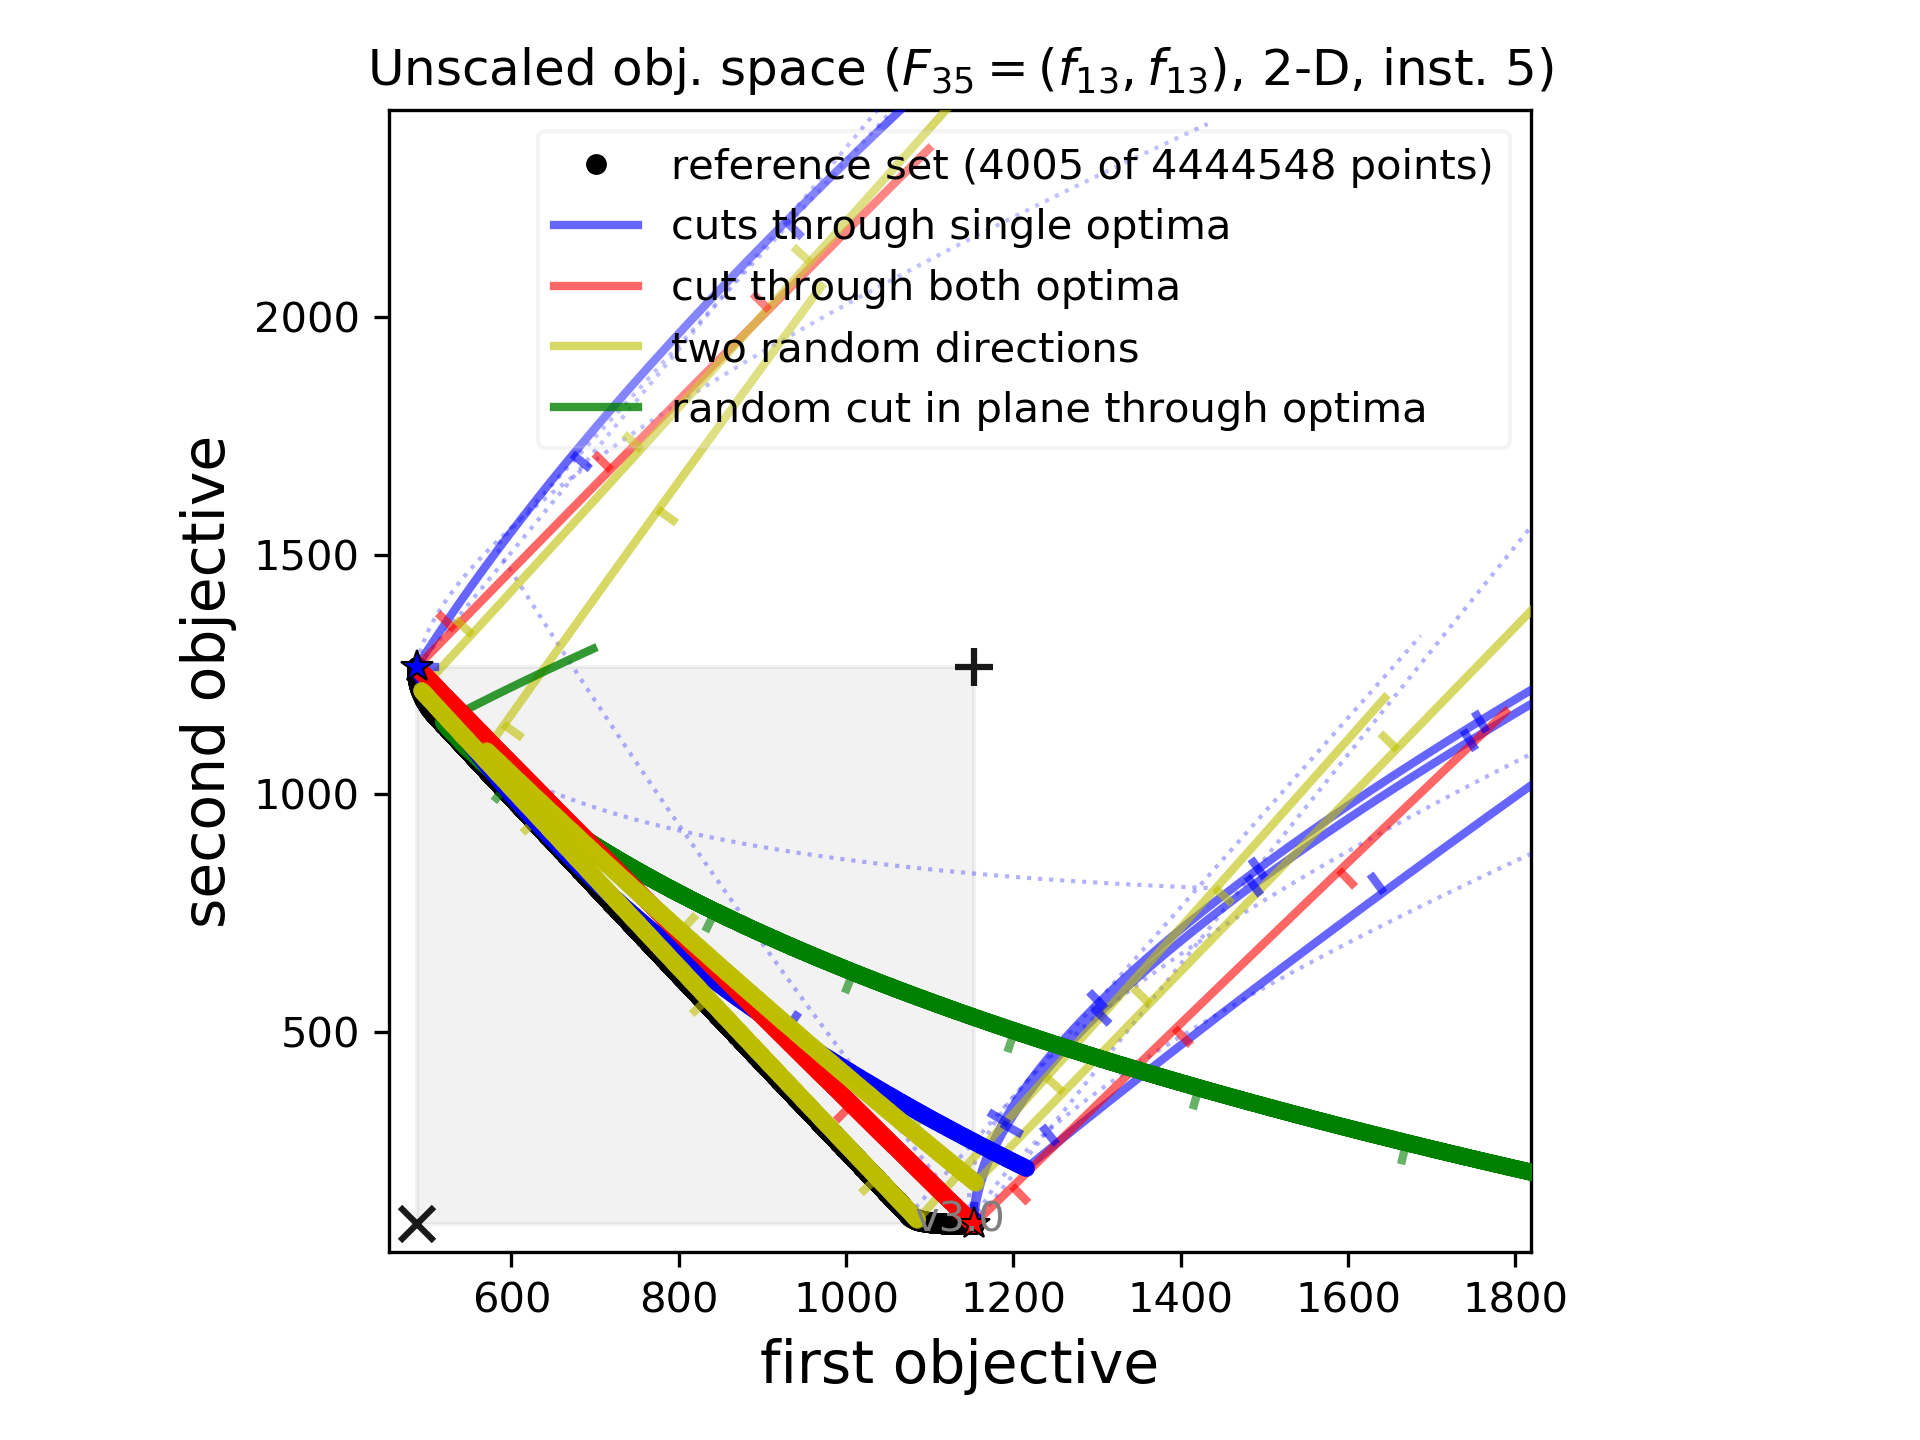 Unscaled obj. space (F₃₅ = (f₁₃, f₁₃), 2-D, inst. 5)
reference set (4005 of 4444548 points)
cuts through single optima
cut through both optima
two random directions
random cut in plane through optima
2000
1500
1000
500
second objective
v3.0
600 800 1000 1200 1400 1600 1800
first objective